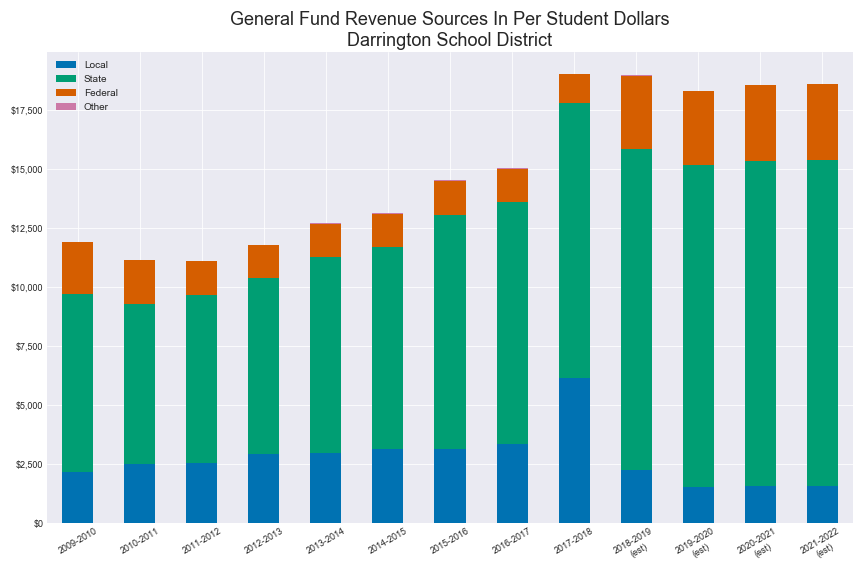 General Fund Revenue Sources In Per Student Dollars
Darrington School District
Local
State
Federal
Other
$17,500
$15,000
$12,500
$10,000
$7,500
$5,000
$2,500
$0
2009-2010
2010-2011
2011-2012
2012-2013
2013-2014
2014-2015
2015-2016
2016-2017
2017-2018
2018-2019
(est)
2019-2020
(est)
2020-2021
(est)
2021-2022
(est)